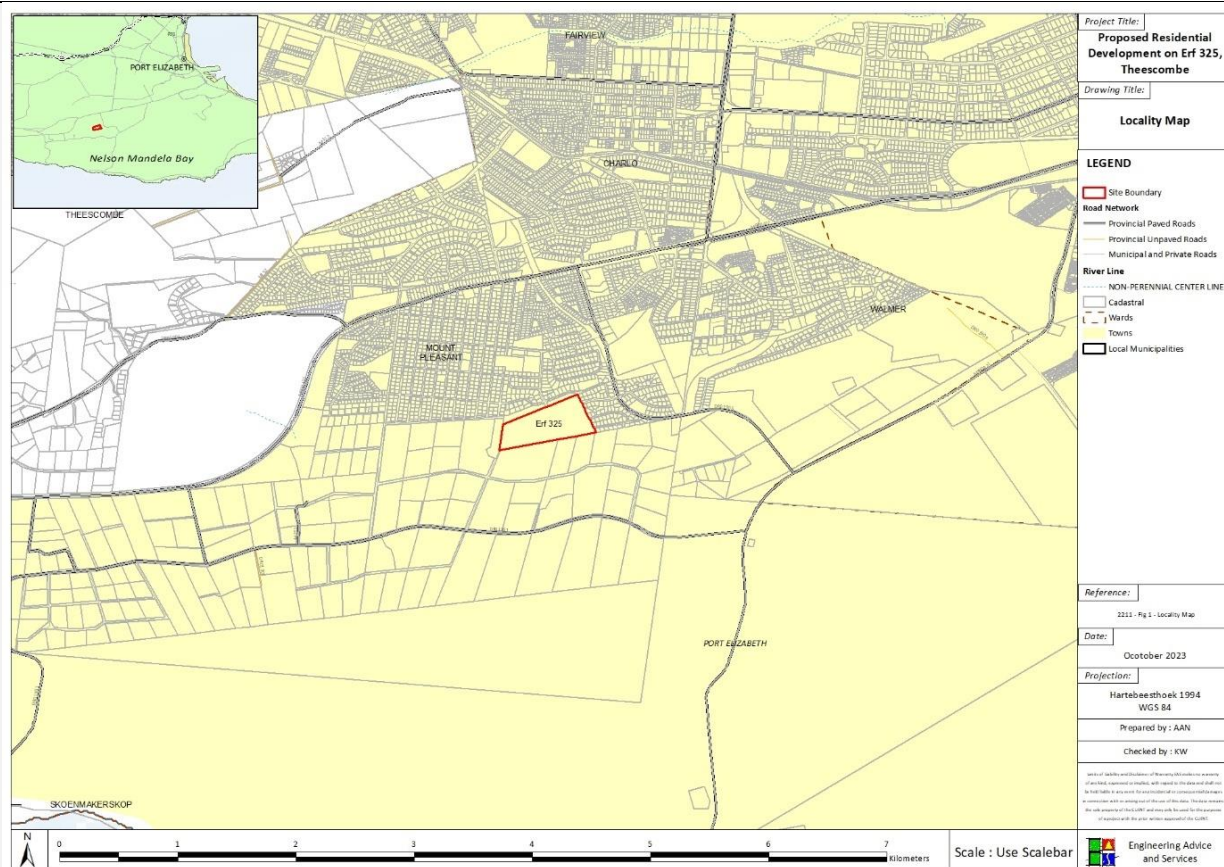 PORT ELIZABETH
Nelson Mandela Bay
FAIRVIEW
CHARLO
THEESCOMBE
WALMER
MOUNT
PLEASANT
Erf 325
PORT ELIZABETH
SKOENMAKERSKOP
Project Title:
Proposed Residential
Development on Erf 325,
Theescombe
Drawing Title:
Locality Map
LEGEND
Site Boundary
Road Network
Provincial Paved Roads
Provincial Unpaved Roads
Municipal and Private Roads
River Line
NON-PERENNIAL CENTER LINE
Cadastral
Wards
Towns
Local Municipalities
Reference:
2211 - Fig 1 - Locality Map
Date:
Ocotober 2023
Projection:
Hartebeesthoek 1994
WGS 84
Prepared by : AAN
Checked by : KW
N
0 1 2 3 4 5 6 7
Kilometers
Scale : Use Scalebar
Engineering Advice
and Services